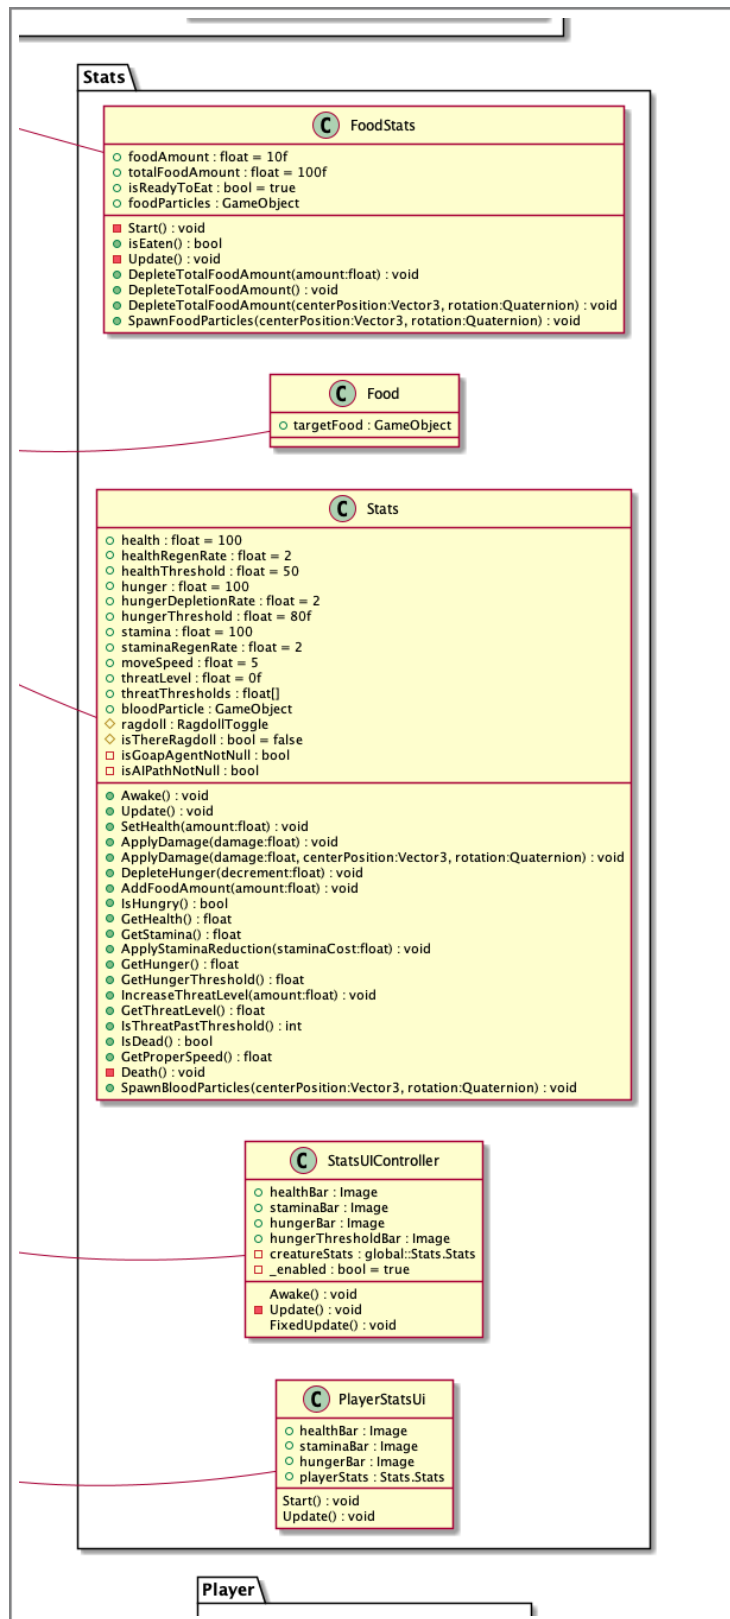 Stats
C FoodStats
foodAmount : float = 10f
totalFoodAmount : float = 100f
isReadyToEat : bool = true
foodParticles : GameObject
Start() : void
isEaten() : bool
Update() : void
DepleteTotalFoodAmount(amount:float) : void
DepleteTotalFoodAmount() : void
DepleteTotalFoodAmount(centerPosition:Vector3, rotation:Quaternion) : void
SpawnFoodParticles(centerPosition:Vector3, rotation:Quaternion) : void
C Food
targetFood : GameObject
C Stats
health : float = 100
healthRegenRate : float = 2
healthThreshold : float = 50
hunger : float = 100
hungerDepletionRate : float = 2
hungerThreshold : float = 80f
stamina : float = 100
staminaRegenRate : float = 2
moveSpeed : float = 5
threatLevel : float = 0f
threatThresholds : float[]
bloodParticle : GameObject
ragdoll : RagdollToggle
isThereRagdoll : bool = false
isGoapAgentNotNull : bool
isAIPathNotNull : bool
Awake() : void
Update() : void
SetHealth(amount:float) : void
ApplyDamage(damage:float) : void
ApplyDamage(damage:float, centerPosition:Vector3, rotation:Quaternion) : void
DepleteHunger(decrement:float) : void
AddFoodAmount(amount:float) : void
IsHungry() : bool
GetHealth() : float
GetStamina() : float
ApplyStaminaReduction(staminaCost:float) : void
GetHunger() : float
GetHungerThreshold() : float
IncreaseThreatLevel(amount:float) : void
GetThreatLevel() : float
IsThreatPastThreshold() : int
IsDead() : bool
GetProperSpeed() : float
Death() : void
SpawnBloodParticles(centerPosition:Vector3, rotation:Quaternion) : void
C StatsUIController
healthBar : Image
staminaBar : Image
hungerBar : Image
hungerThresholdBar : Image
creatureStats : global::Stats.Stats
_enabled : bool = true
Awake() : void
Update() : void
FixedUpdate() : void
C PlayerStatsUi
healthBar : Image
staminaBar : Image
hungerBar : Image
playerStats : Stats.Stats
Start() : void
Update() : void
Player